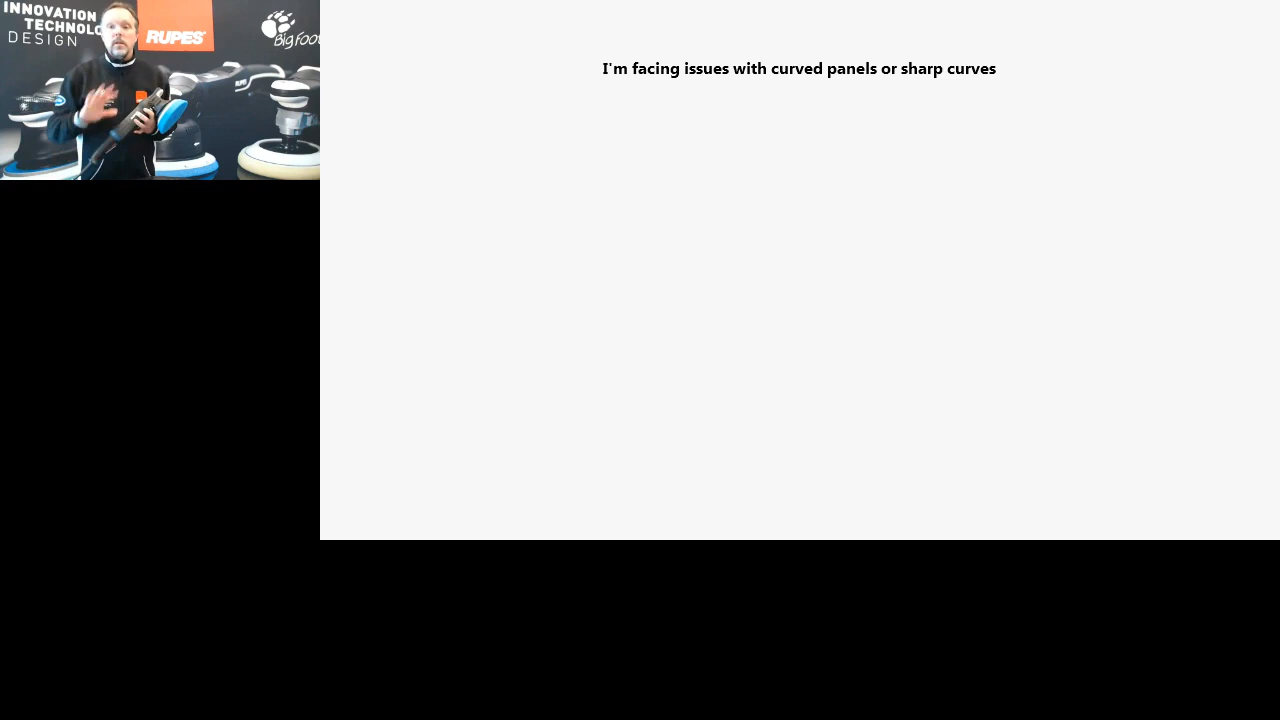 INNOVATION
TECHNOLO
DESIGN
RUPES
BigFoot
I'm facing issues with curved panels or sharp curves